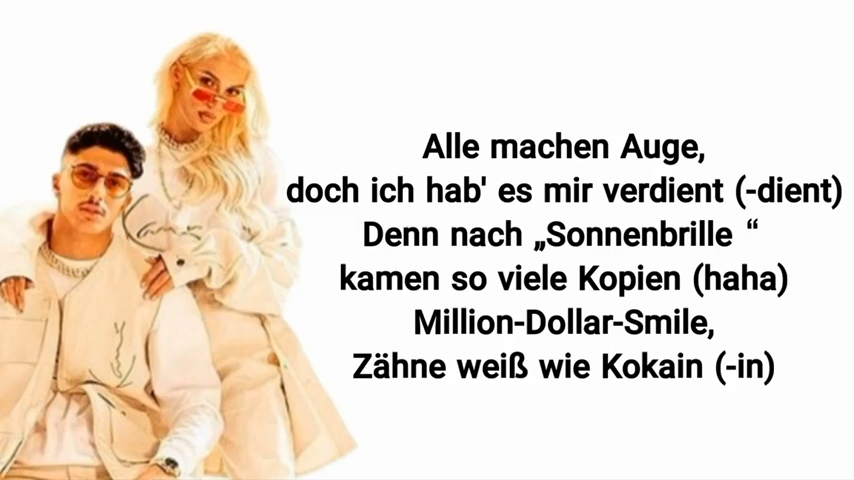 Alle machen Auge,
doch ich hab' es mir verdient (-dient)
Denn nach „Sonnenbrille “
kamen so viele Kopien (haha)
Million-Dollar-Smile,
Zähne weiß wie Kokain (-in)